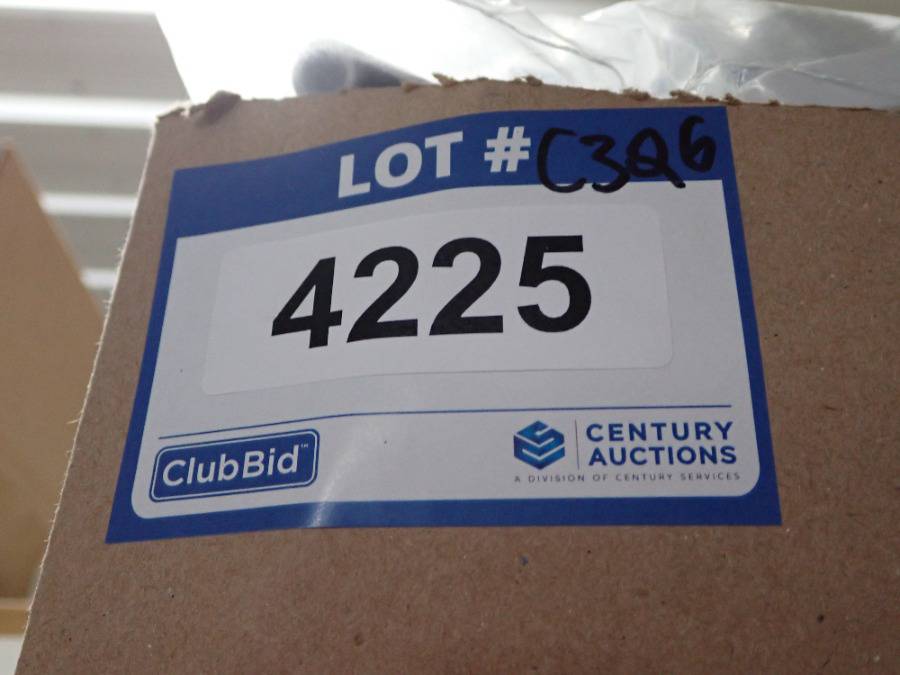 LOT # C3Q6
4225
ClubBid™
CENTURY
AUCTIONS
A DIVISION OF CENTURY SERVICES